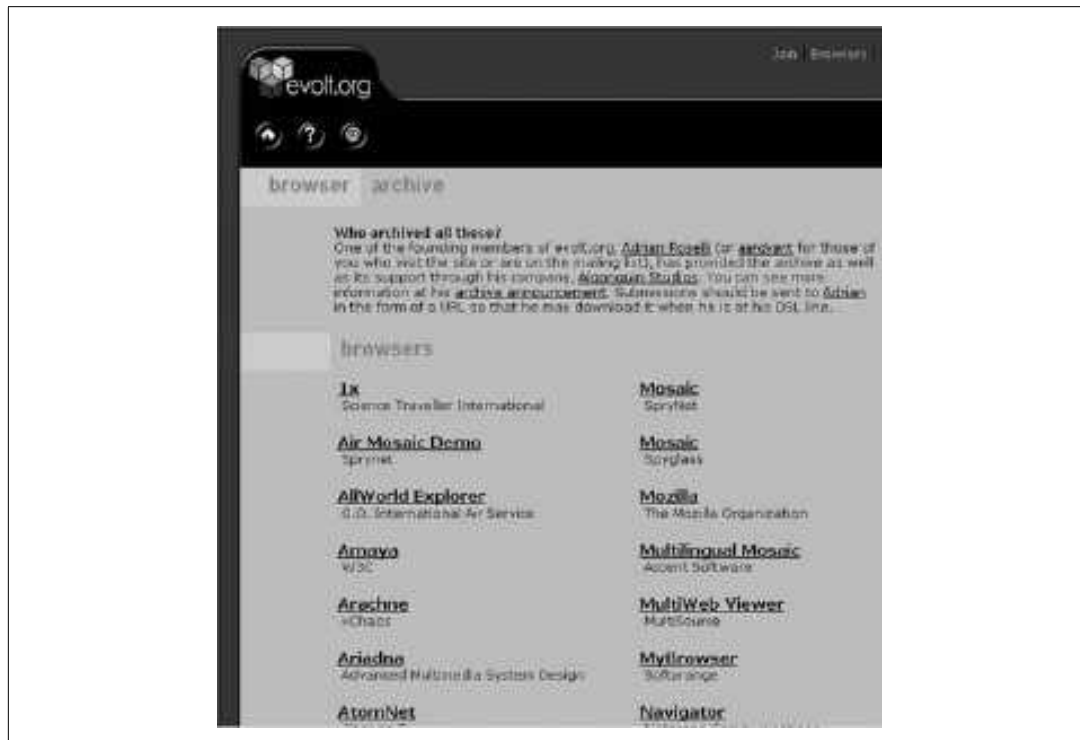 Join Browsers
evolt.org
?
browser archive
Who archived all these?
One of the founding members of evolt.org, Adrian Roselli (or aardvark for those of
you who visit the site or are on the mailing list), has provided the archive as well
as its support through his company, Algonquin Studios. You can see more
information at his archive announcement. Submissions should be sent to Adrian
in the form of a URL so that he may download it when he is at his DSL line.
browsers
1x
Science Traveller International
Mosaic
SpryNet
Air Mosaic Demo
Sprynet
Mosaic
Spyglass
AllWorld Explorer
International Air Service
Mozilla
The Mozilla Organization
Amaya
W3C
Multilingual Mosaic
Accent Software
Arachne
xChaos
MultiWeb Viewer
MultiSource
Ariadna
Advanced Multimedia System Design
MyBrowser
Softorange
AtomNet
Navigator